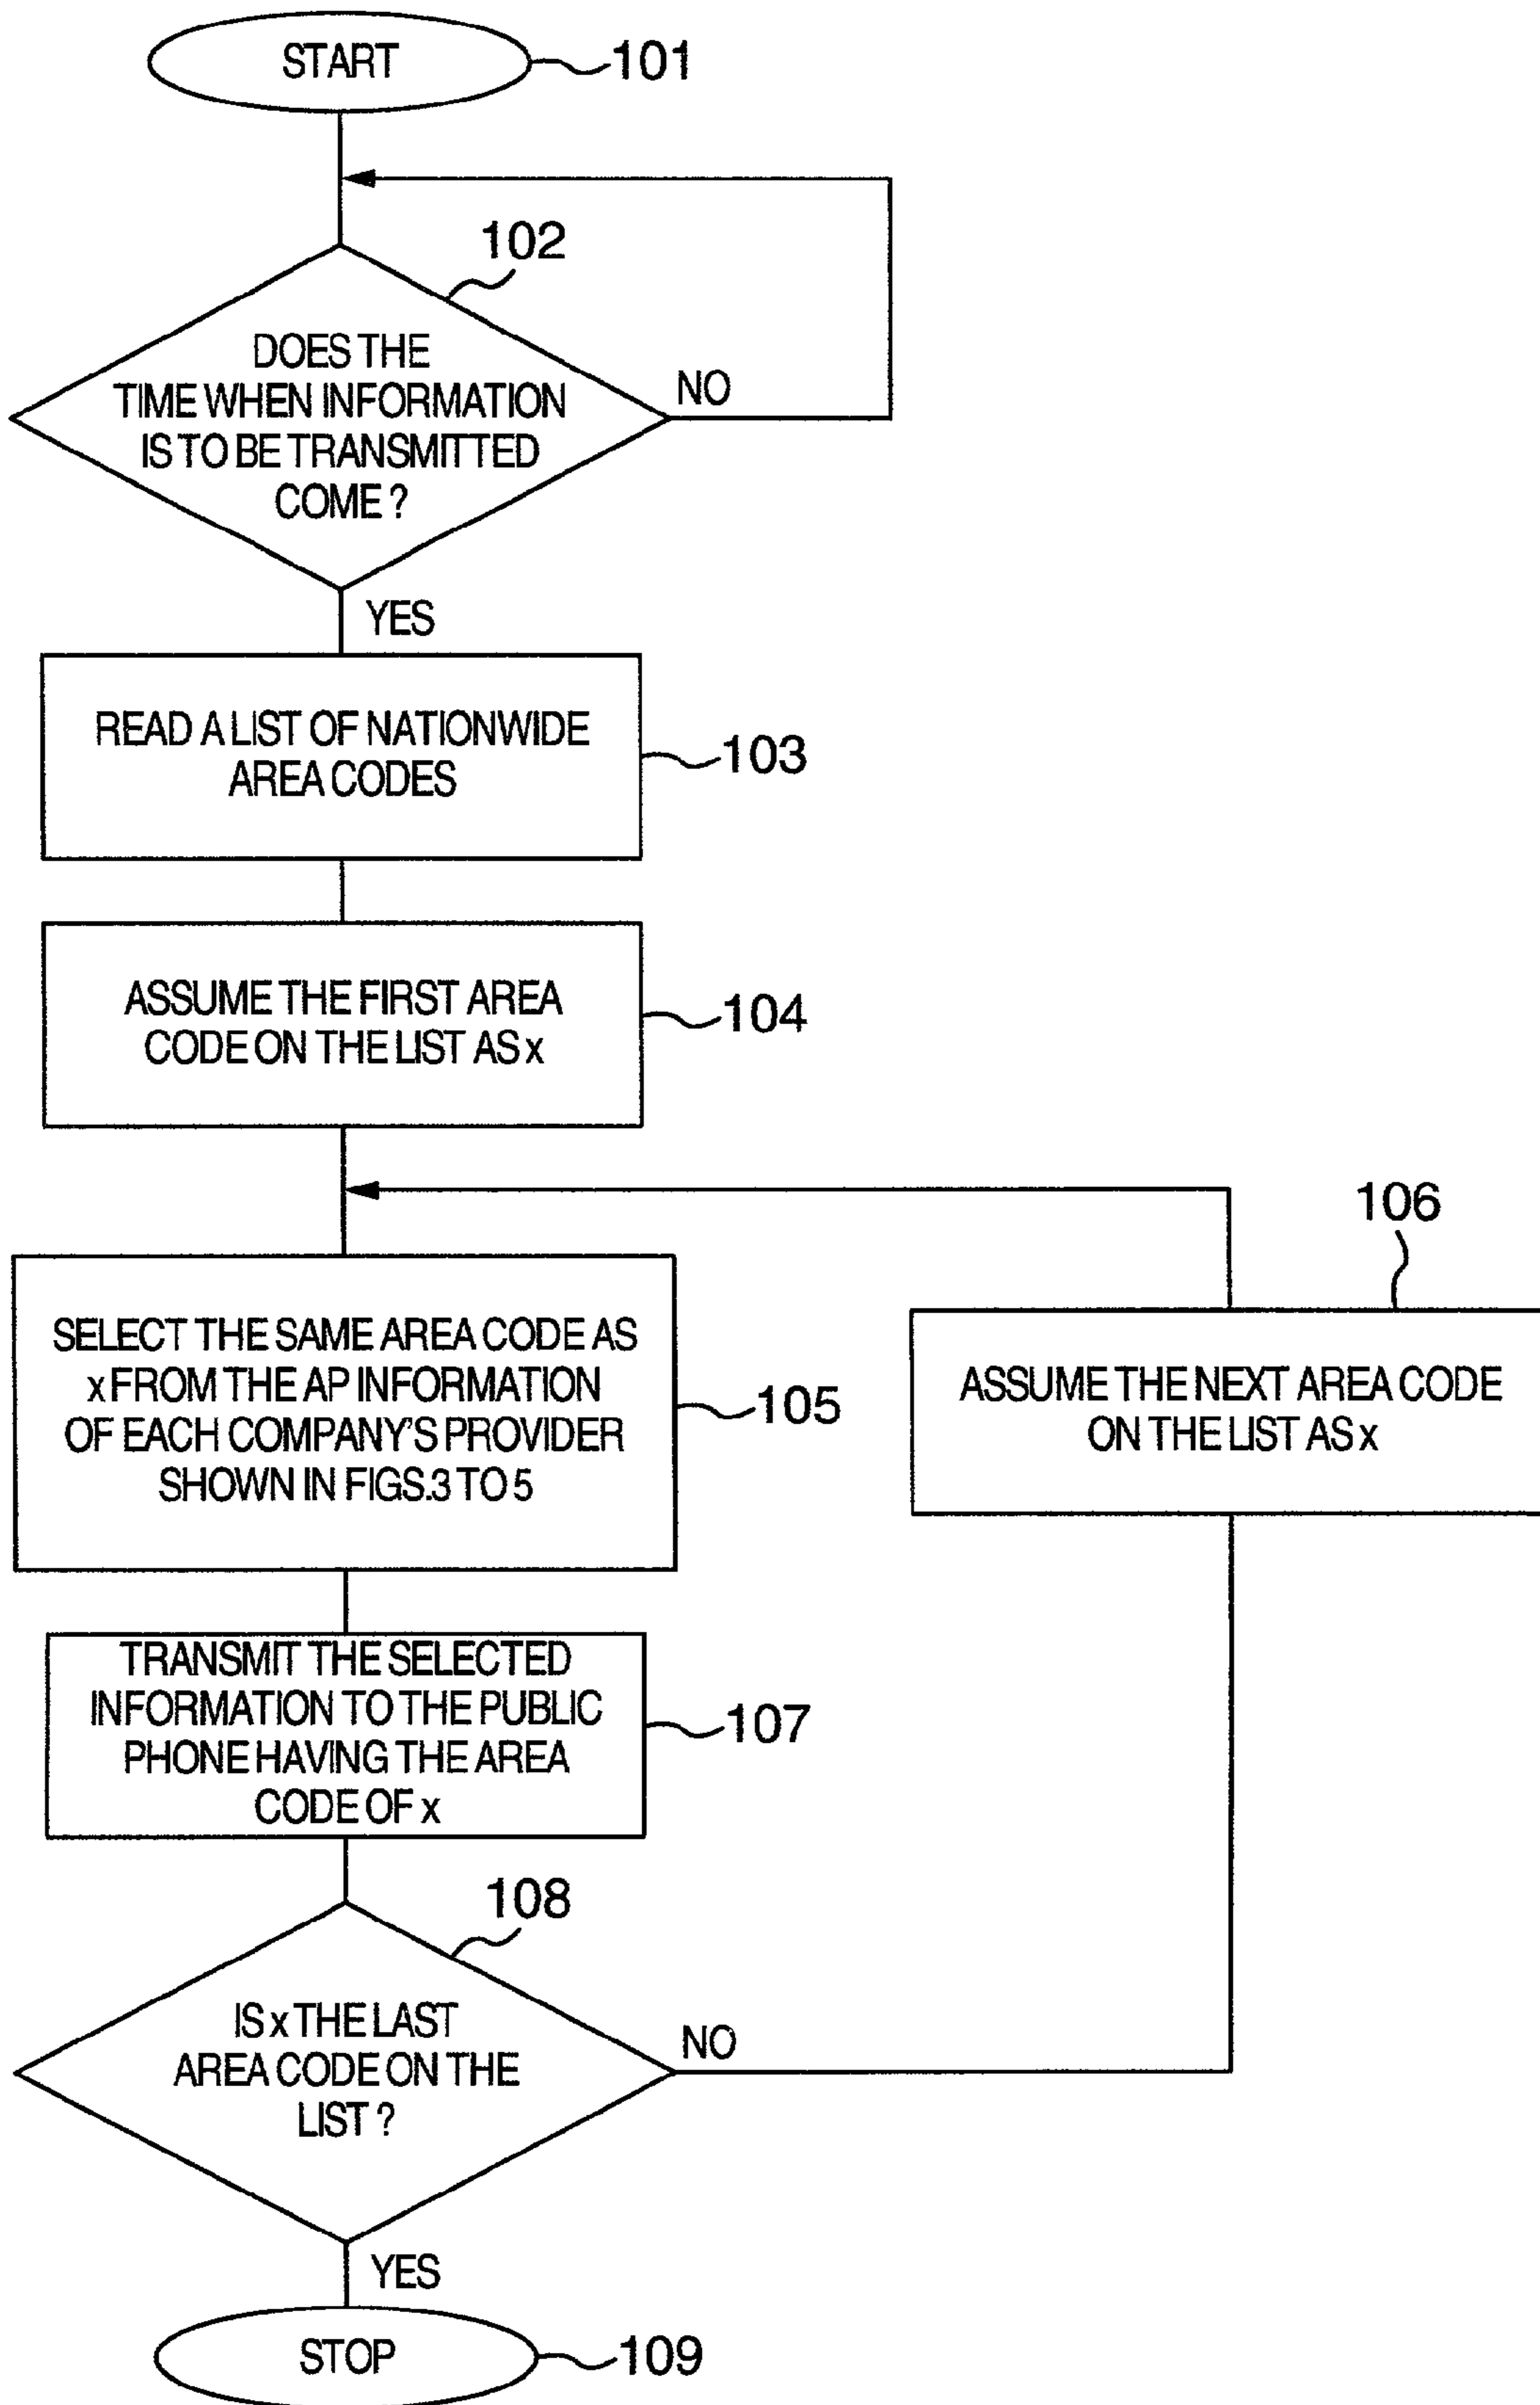 START
101
102
DOES THE
TIME WHEN INFORMATION
IS TO BE TRANSMITTED
COME ?
NO
YES
READ A LIST OF NATIONWIDE
AREA CODES
103
ASSUME THE FIRST AREA
CODE ON THE LIST AS x
104
106
SELECT THE SAME AREA CODE AS
x FROM THE AP INFORMATION
OF EACH COMPANY'S PROVIDER
SHOWN IN FIGS.3 TO 5
105
ASSUME THE NEXT AREA CODE
ON THE LIST AS x
TRANSMIT THE SELECTED
INFORMATION TO THE PUBLIC
PHONE HAVING THE AREA
CODE OF x
107
108
IS x THE LAST
AREA CODE ON THE
LIST ?
NO
YES
STOP
109